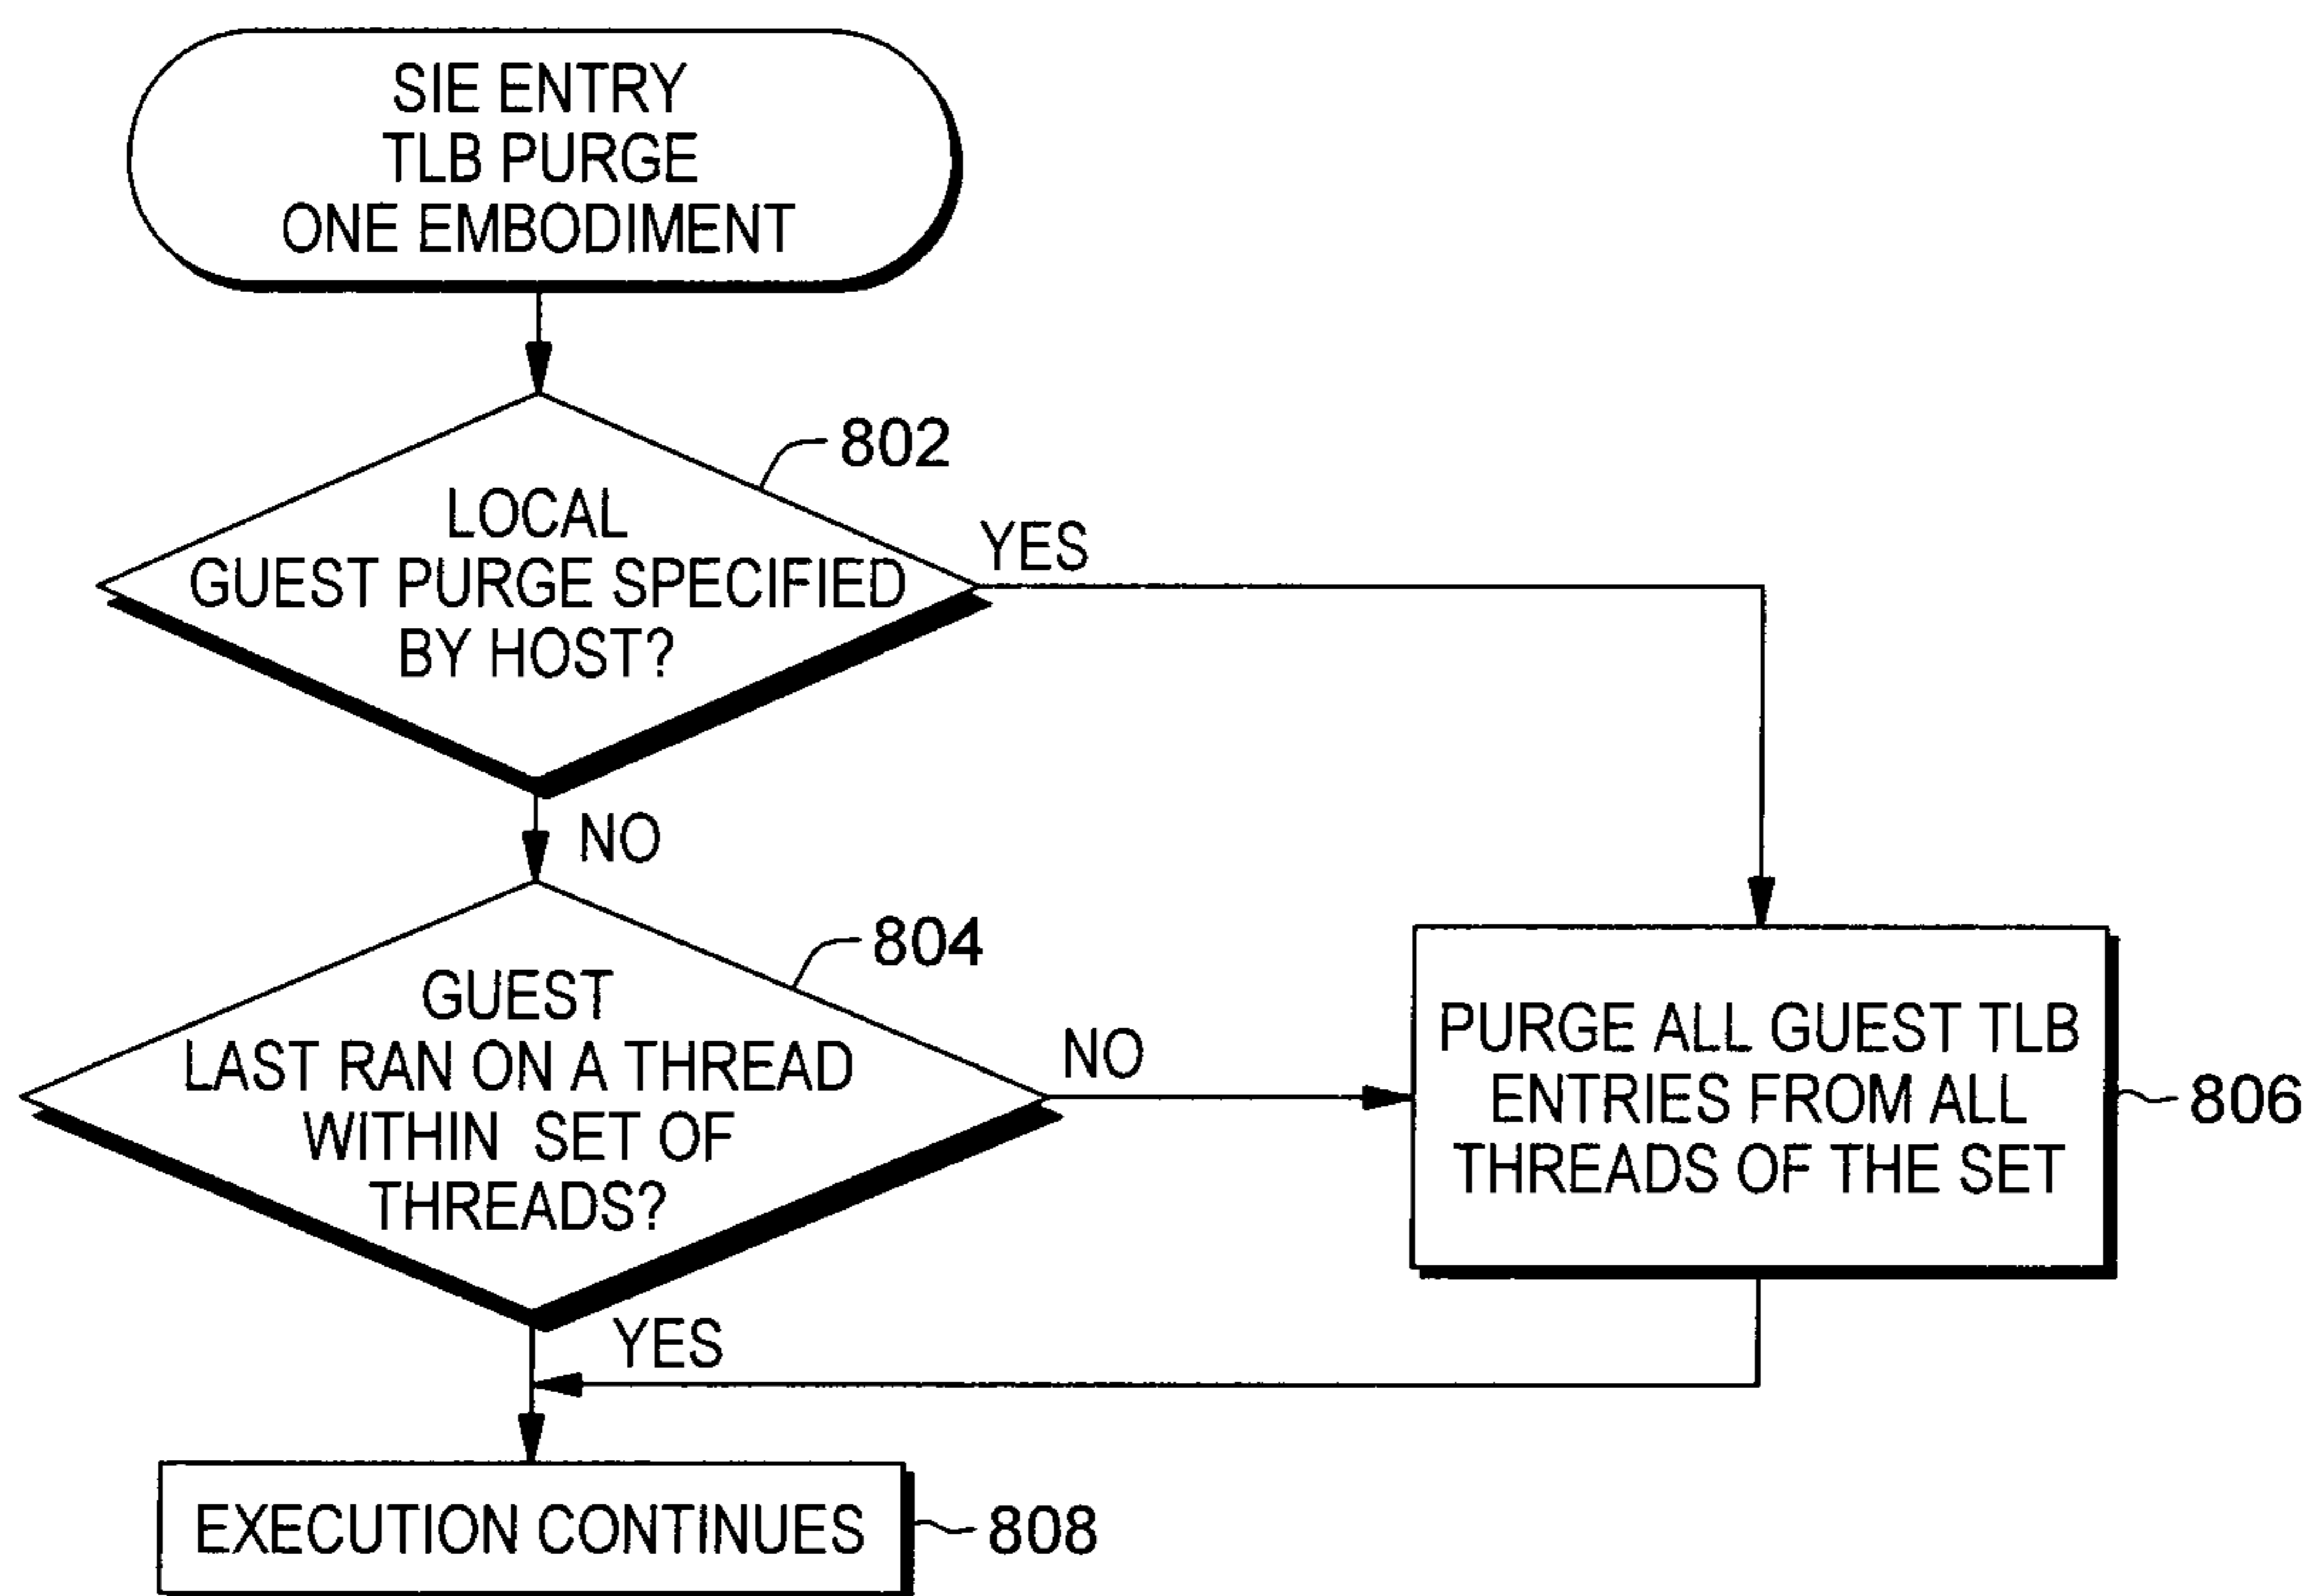 SIE ENTRY
TLB PURGE
ONE EMBODIMENT
802
LOCAL
GUEST PURGE SPECIFIED
BY HOST?
YES
NO
804
GUEST
LAST RAN ON A THREAD
WITHIN SET OF
THREADS?
NO
PURGE ALL GUEST TLB
ENTRIES FROM ALL
THREADS OF THE SET
806
YES
EXECUTION CONTINUES
808